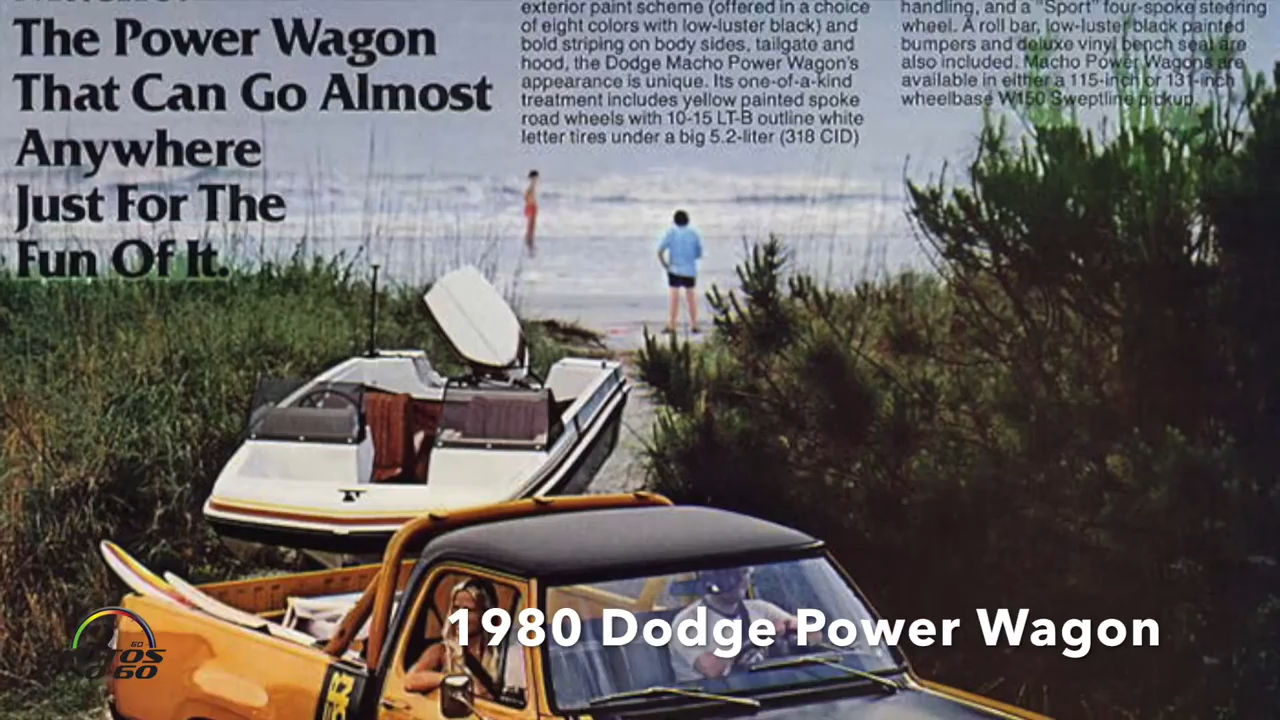 The Power Wagon
That Can Go Almost
Anywhere
Just For The
Fun Of It.
exterior paint scheme (offered in a choice
of eight colors with low-luster black) and
bold striping on body sides, tailgate and
hood, the Dodge Macho Power Wagon's
appearance is unique. Its one-of-a-kind
treatment includes yellow painted spoke
road wheels with 10-15 LT-B outline white
letter tires under a big 5.2-liter (318 CID)
handling, and a "Sport" four-spoke steering
wheel. A roll bar, low-luster black painted
bumpers and deluxe vinyl bench seat are
also included. Macho Power Wagons are
available in either a 115-inch or 131-inch
wheelbase W150 Sweptline pickup.
1980 Dodge Power Wagon
60